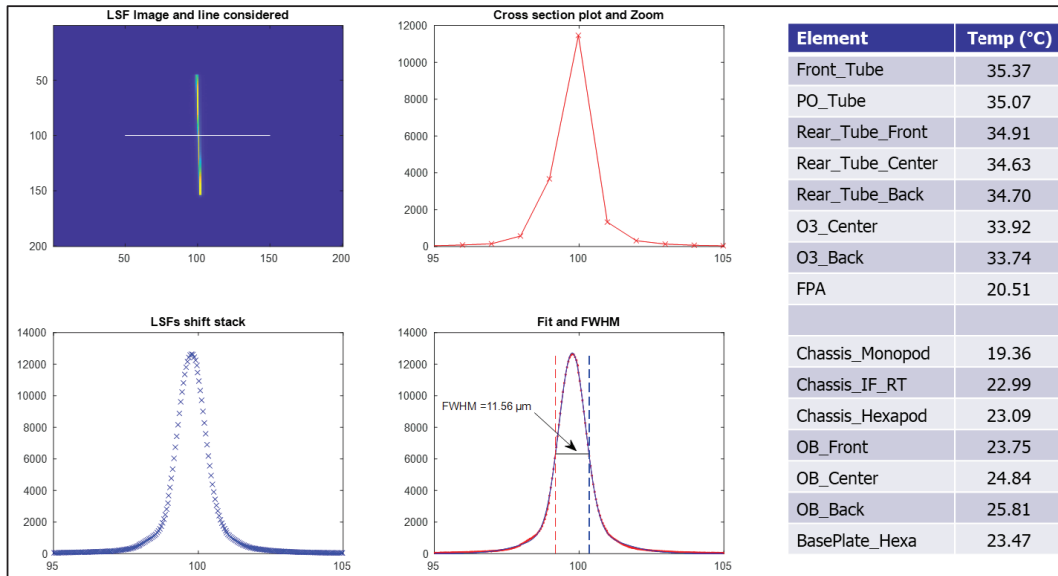 LSF Image and line considered
50
100
150
200
50
100
150
200
Cross section plot and Zoom
12000
10000
8000
6000
4000
2000
0
95
100
105
LSFs shift stack
14000
12000
10000
8000
6000
4000
2000
0
95
100
105
Fit and FWHM
14000
12000
10000
8000
6000
4000
2000
0
95
100
105
FWHM =11.56 µm
Element Temp (°C)
Front_Tube 35.37
PO_Tube 35.07
Rear_Tube_Front 34.91
Rear_Tube_Center 34.63
Rear_Tube_Back 34.70
O3_Center 33.92
O3_Back 33.74
FPA 20.51
Chassis_Monopod 19.36
Chassis_IF_RT 22.99
Chassis_Hexapod 23.09
OB_Front 23.75
OB_Center 24.84
OB_Back 25.81
BasePlate_Hexa 23.47